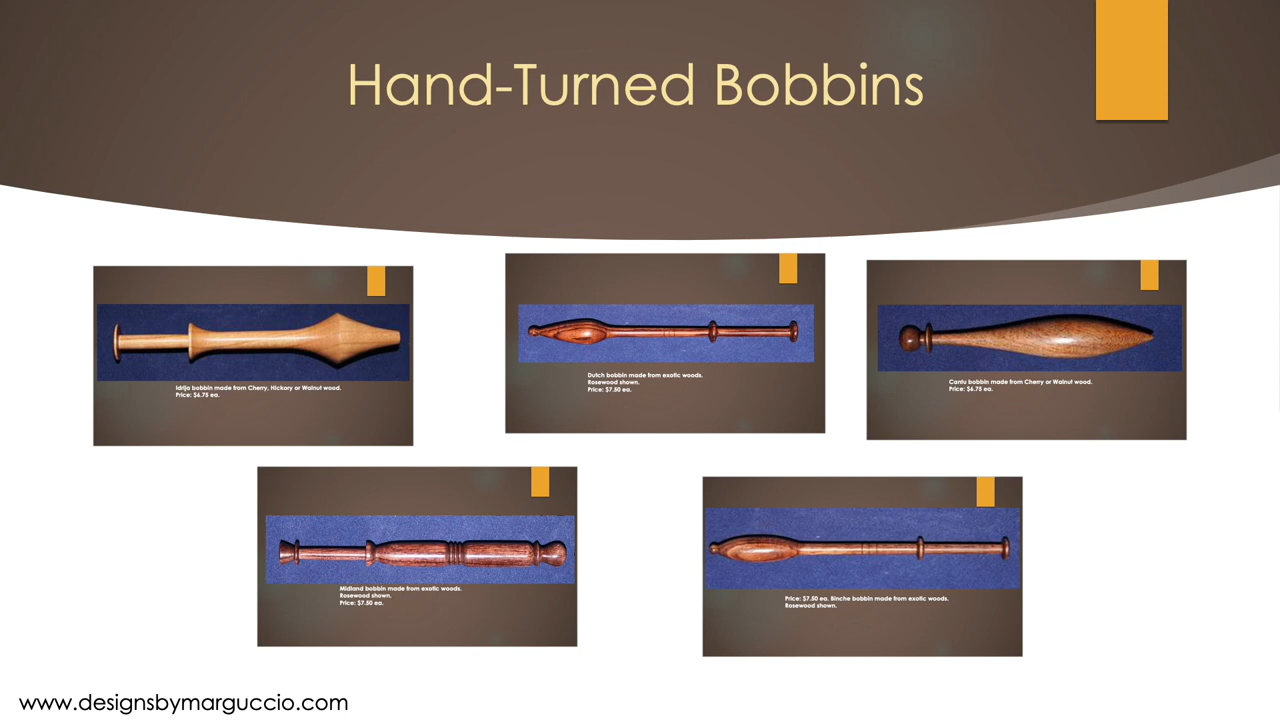 Hand-Turned Bobbins
Idrija bobbin made from Cherry, Hickory or Walnut wood.
Price: $6.75 ea.
Dutch bobbin made from exotic woods.
Rosewood shown.
Price: $7.50 ea.
Cantu bobbin made from Cherry or Walnut wood.
Price: $6.75 ea.
Midland bobbin made from exotic woods.
Rosewood shown.
Price: $7.50 ea.
Price: $7.50 ea. Binche bobbin made from exotic woods.
Rosewood shown.
www.designsbymarguccio.com